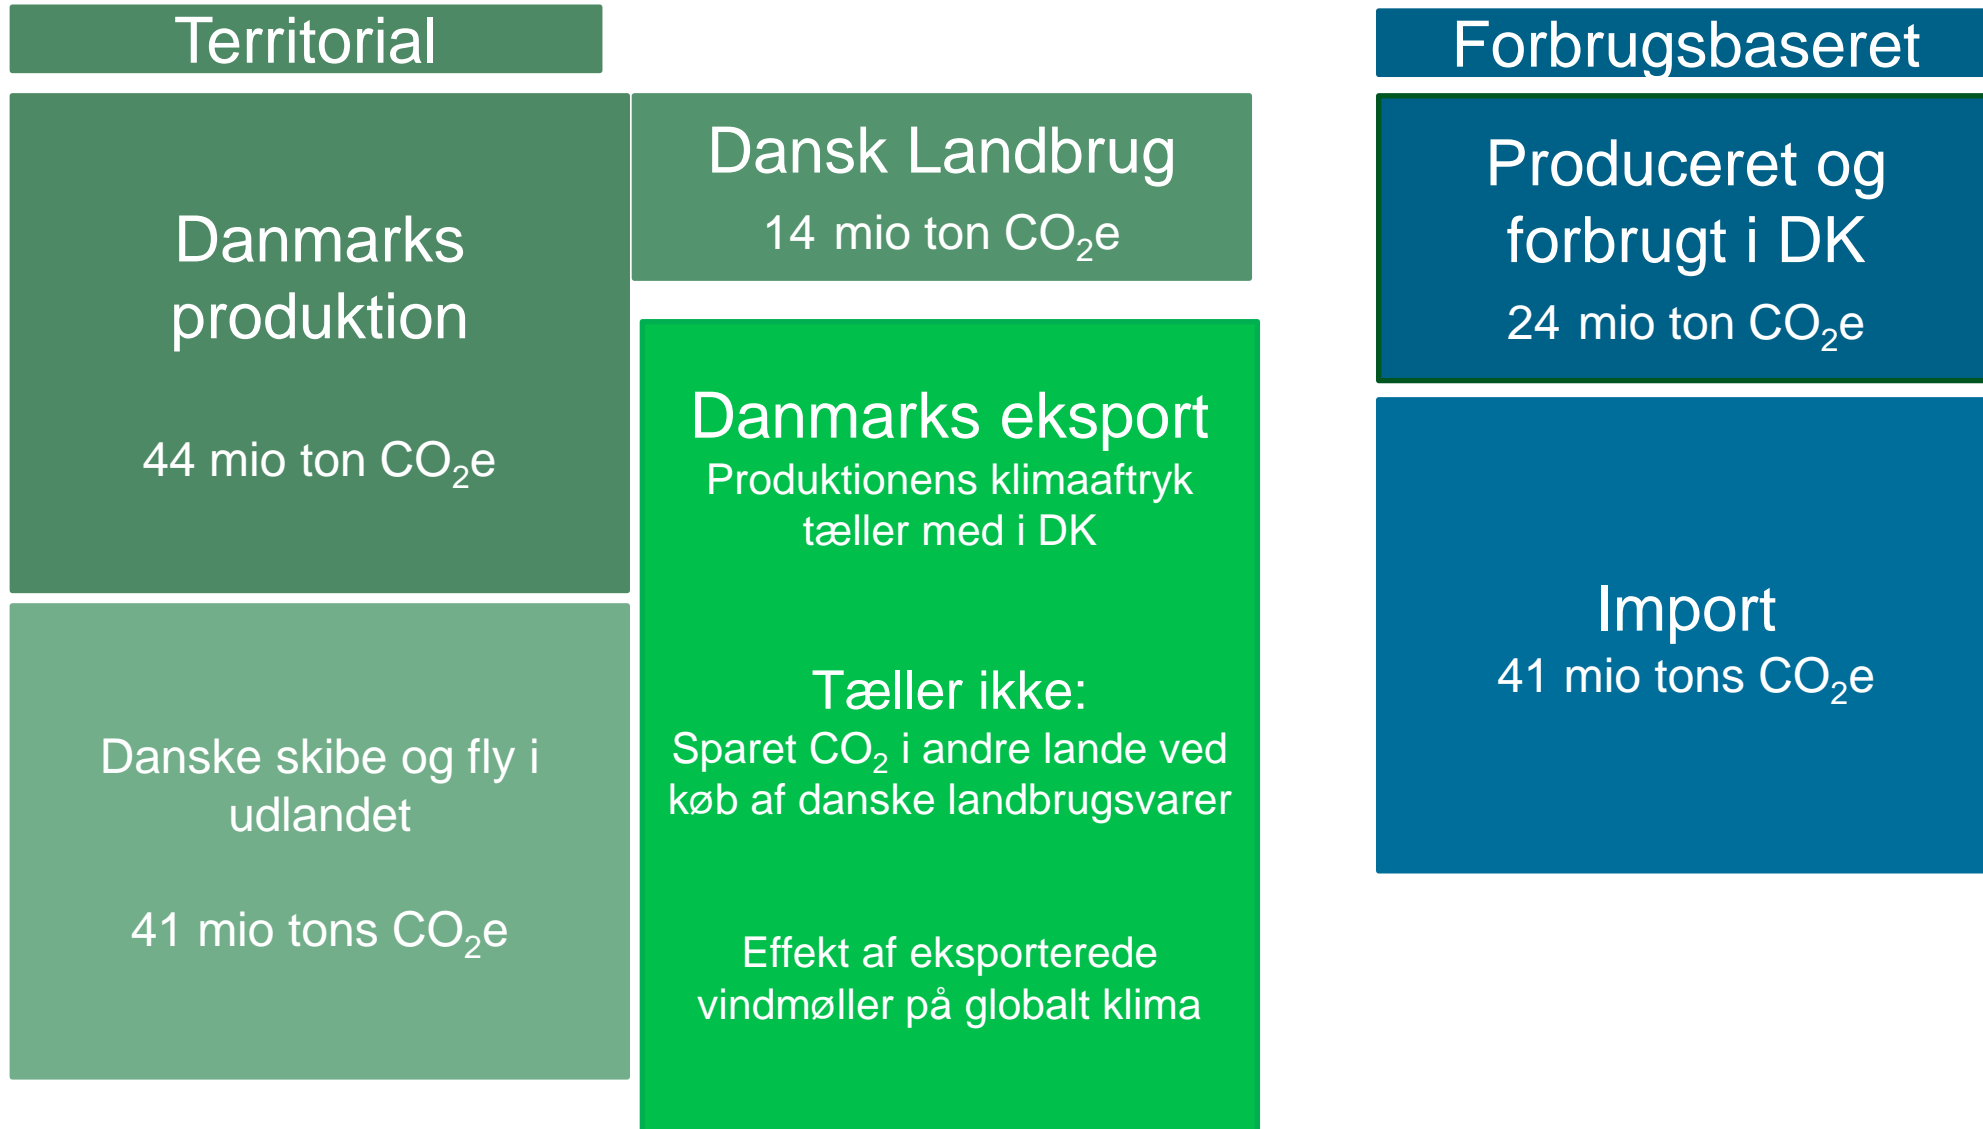 Territorial
Danmarks
produktion
44 mio ton CO₂e
Danske skibe og fly i
udlandet
41 mio tons CO₂e
Dansk Landbrug
14 mio ton CO₂e
Danmarks eksport
Produktionens klimaaftryk
tæller med i DK
Tæller ikke:
Sparet CO₂ i andre lande ved
køb af danske landbrugsvarer
Effekt af eksporterede
vindmøller på globalt klima
Forbrugsbaseret
Produceret og
forbrugt i DK
24 mio ton CO₂e
Import
41 mio tons CO₂e